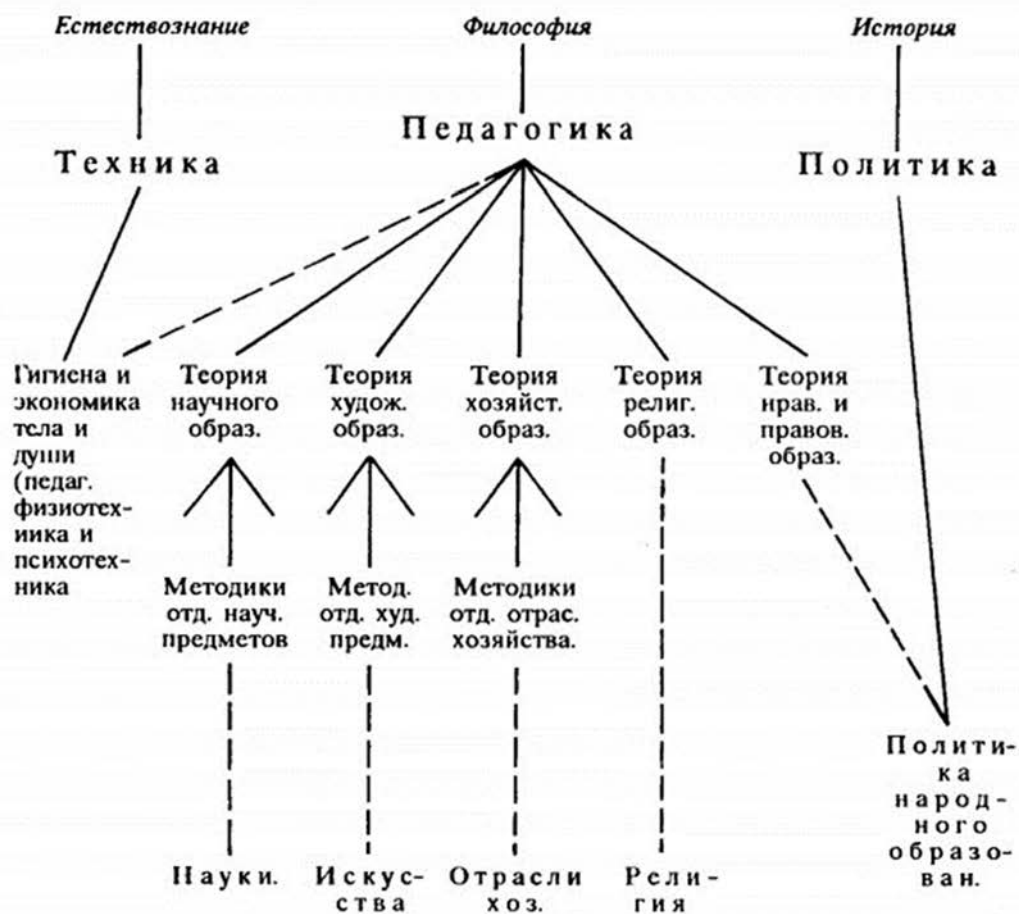 Естествознание
Философия
История
Педагогика
Техника
Политика
Гигиена и
экономика
тела и
души
(педаг.
физиотех-
ника и
психотех-
ника
Теория
научного
образ.
Теория
худож.
образ.
Теория
хозяйст.
образ.
Теория
религ.
образ.
Теория
нрав. и
правов.
образ.
Методики
отд. науч.
предметов
Метод.
отд. худ.
предм.
Методики
отд. отрас.
хозяйства.
Науки.
Искус-
ства
Отрасли
хоз.
Рели-
гия
Полити-
ка
народ-
ного
образо-
ван.